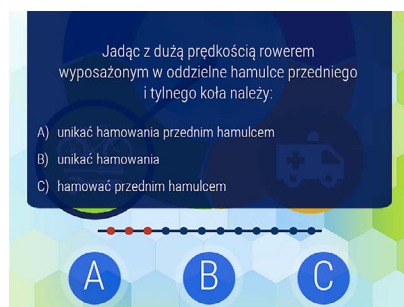 Jadąc z dużą prędkością rowerem
wyposażonym w oddzielne hamulce przedniego
i tylnego koła należy:
A) unikać hamowania przednim hamulcem
B) unikać hamowania
C) hamować przednim hamulcem
A B C